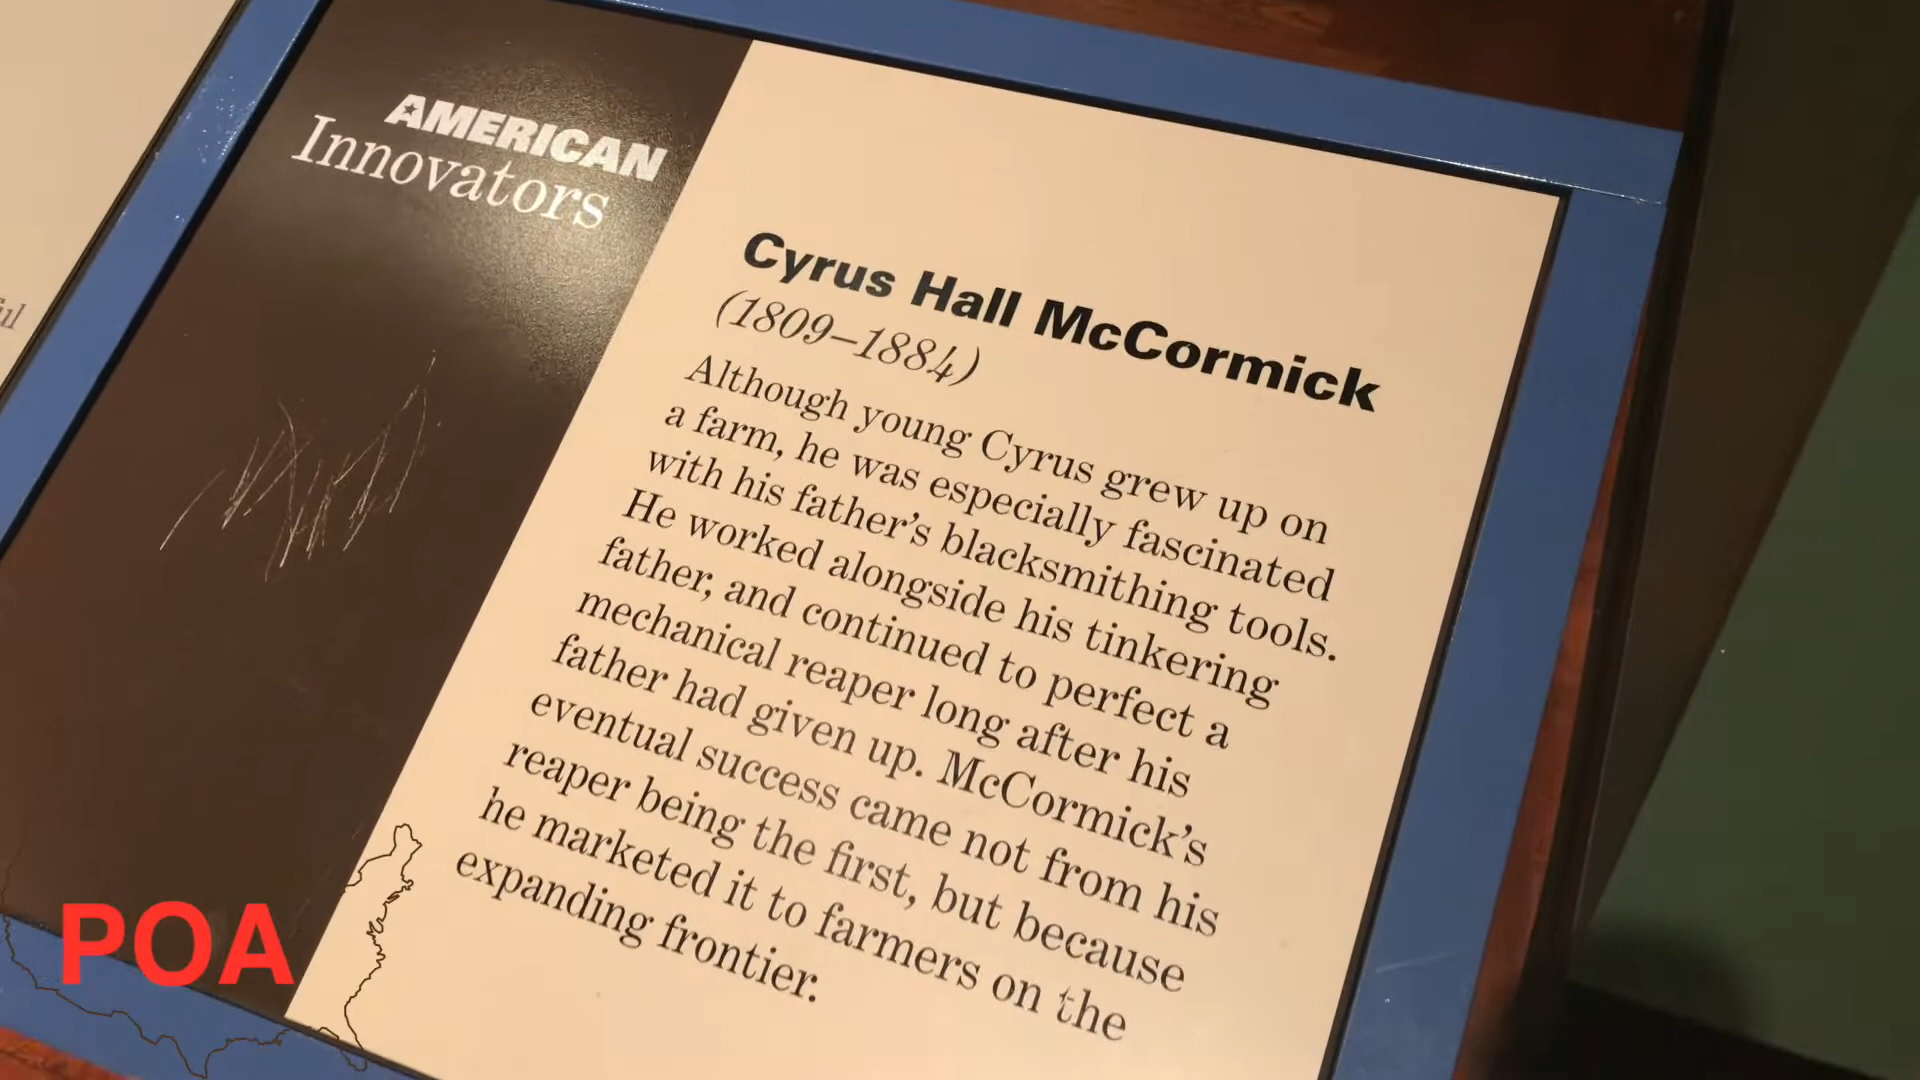 AMERICAN
Innovators
Cyrus Hall McCormick
(1809–1884)
Although young Cyrus grew up on
a farm, he was especially fascinated
with his father's blacksmithing tools.
He worked alongside his tinkering
father, and continued to perfect a
mechanical reaper long after his
father had given up. McCormick's
eventual success came not from his
reaper being the first, but because
he marketed it to farmers on the
expanding frontier.
POA